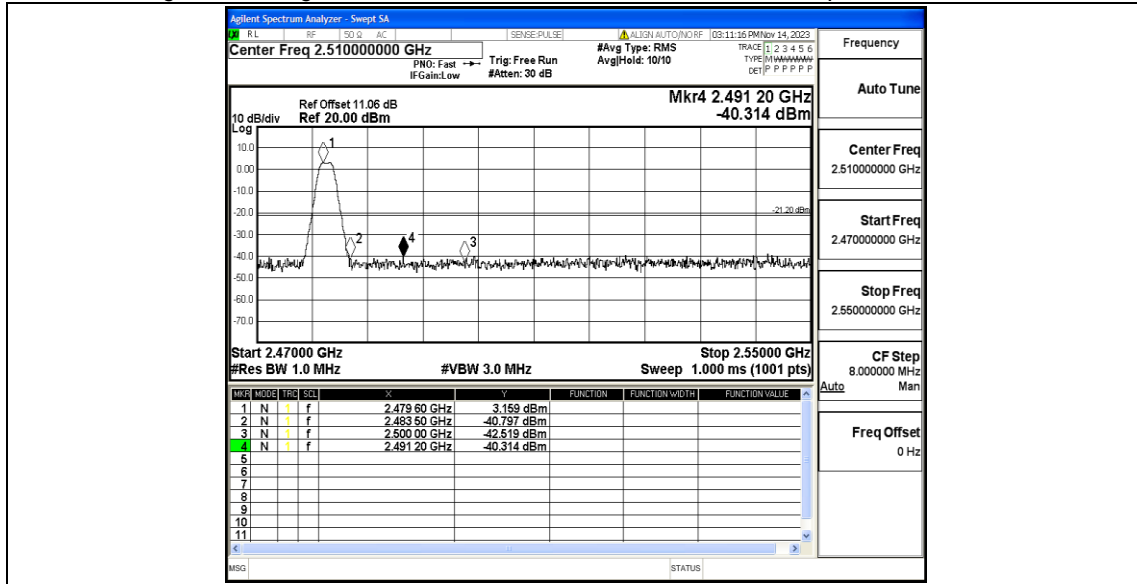 Agilent Spectrum Analyzer - Swept SA
RL RF 50 Ω AC SENSE:PULSE ALIGN AUTO/NO RF 03:11:16 PM Nov 14, 2023
Center Freq 2.510000000 GHz
PNO: Fast
IFGain:Low
Trig: Free Run
#Atten: 30 dB
#Avg Type: RMS
Avg|Hold: 10/10
TRACE 1 2 3 4 5 6
TYPE M WWWWW
DET P P P P P P
Ref Offset 11.06 dB
10 dB/div Ref 20.00 dBm
Log
Mkr4 2.491 20 GHz
-40.314 dBm
10.0
0.00
-10.0
-20.0
-30.0
-40.0
-50.0
-60.0
-70.0
1
2
4
3
-21.20 dBm
Start 2.47000 GHz Stop 2.55000 GHz
#Res BW 1.0 MHz #VBW 3.0 MHz Sweep 1.000 ms (1001 pts)
MKR MODE TRC SCL X Y FUNCTION FUNCTION WIDTH FUNCTION VALUE
1 N 1 f 2.479 60 GHz 3.159 dBm
2 N 1 f 2.483 50 GHz -40.797 dBm
3 N 1 f 2.500 00 GHz -42.519 dBm
4 N 1 f 2.491 20 GHz -40.314 dBm
5
6
7
8
9
10
11
MSG STATUS
Frequency
Auto Tune
Center Freq
2.510000000 GHz
Start Freq
2.470000000 GHz
Stop Freq
2.550000000 GHz
CF Step
8.000000 MHz
Auto Man
Freq Offset
0 Hz